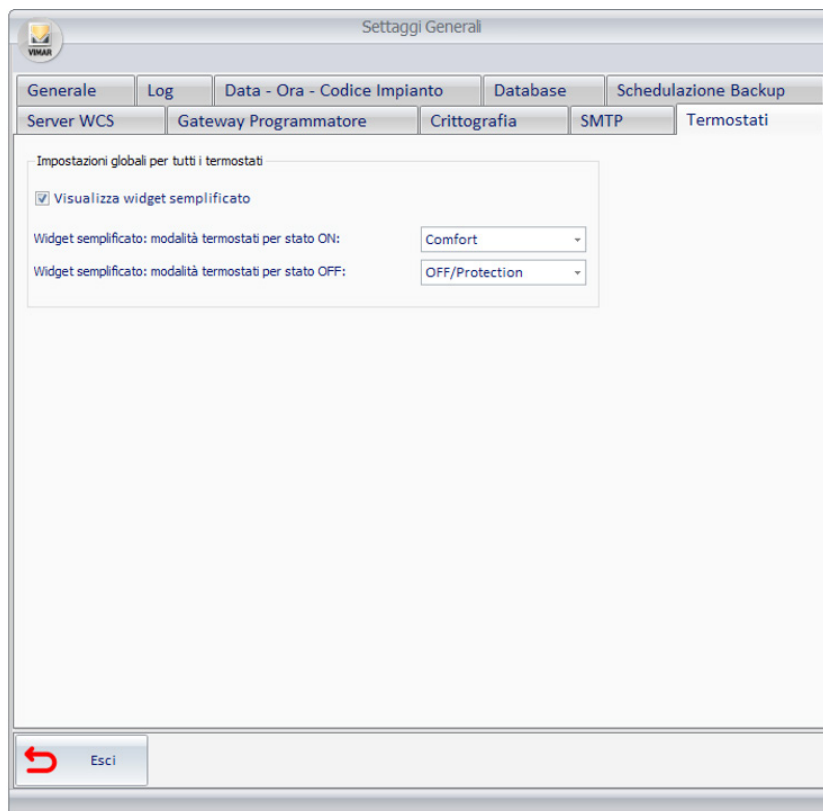 Settaggi Generali
VIMAR
Generale Log Data - Ora - Codice Impianto Database Schedulazione Backup
Server WCS Gateway Programmatore Crittografia SMTP Termostati
Impostazioni globali per tutti i termostati
Visualizza widget semplificato
Widget semplificato: modalità termostati per stato ON: Comfort
Widget semplificato: modalità termostati per stato OFF: OFF/Protection
Esci